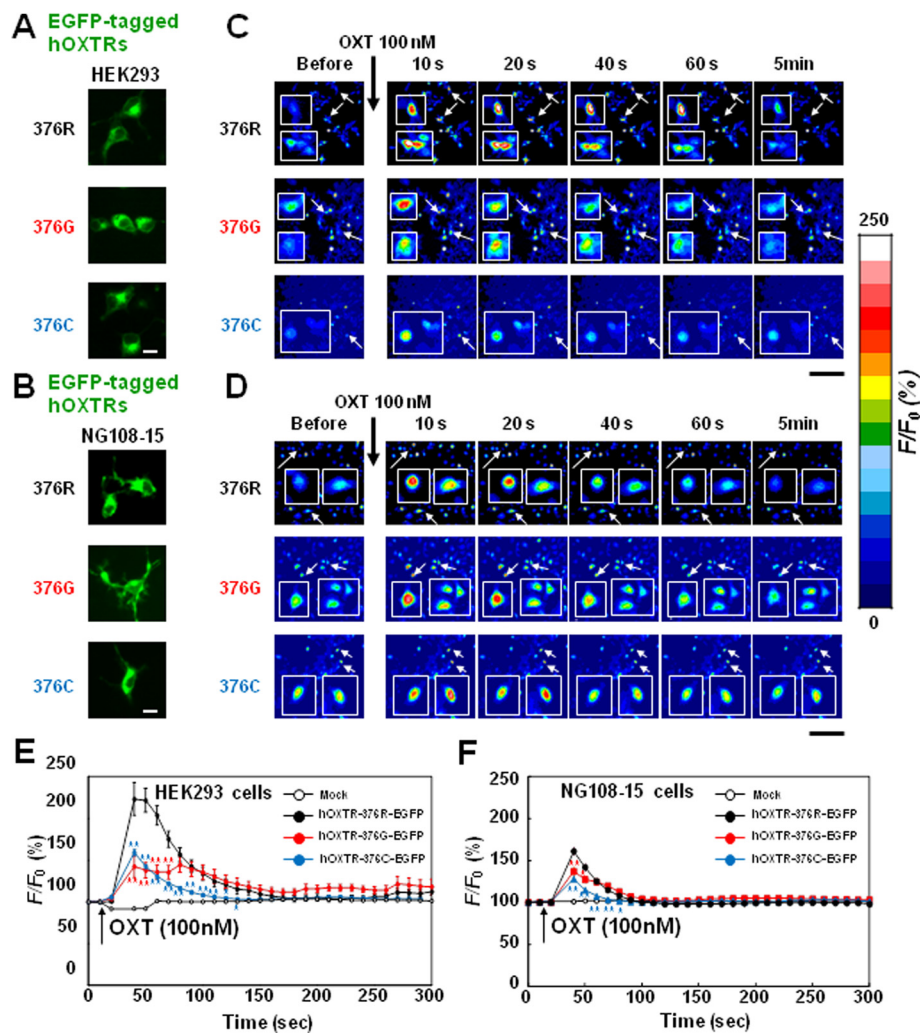 A EGFP-tagged
hOXTRs
HEK293
376R
376G
376C
C OXT 100 nM
Before 10 s 20 s 40 s 60 s 5min
376R
376G
376C
B EGFP-tagged
hOXTRs
NG108-15
376R
376G
376C
D OXT 100 nM
Before 10 s 20 s 40 s 60 s 5min
376R
376G
376C
250
F/F0 (%)
0
E
HEK293 cells
Mock
hOXTR-376R-EGFP
hOXTR-376G-EGFP
hOXTR-376C-EGFP
OXT (100nM)
F/F0 (%)
250
200
150
100
50
0
0 50 100 150 200 250 300
Time (sec)
F
NG108-15 cells
Mock
hOXTR-376R-EGFP
hOXTR-376G-EGFP
hOXTR-376C-EGFP
OXT (100nM)
F/F0 (%)
250
200
150
100
50
0
0 50 100 150 200 250 300
Time (sec)